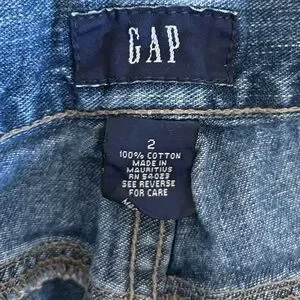 GAP
2
100% COTTON
MADE IN
MAURITIUS
RN 54023
SEE REVERSE
FOR CARE